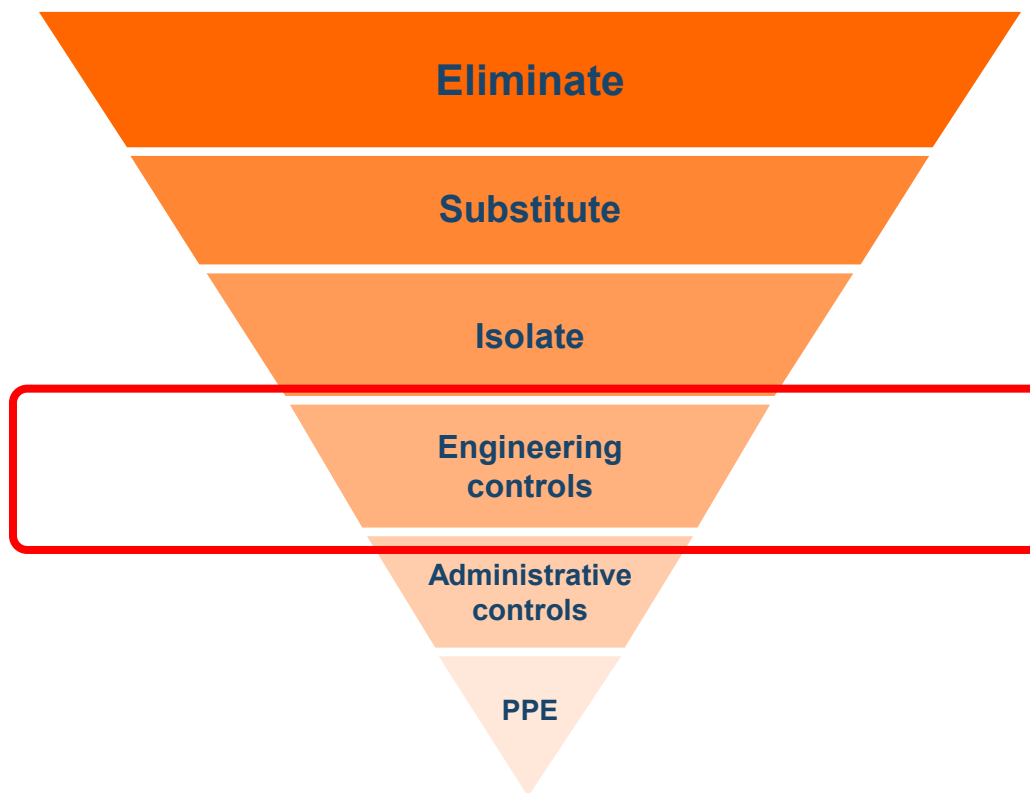 Eliminate
Substitute
Isolate
Engineering
controls
Administrative
controls
PPE